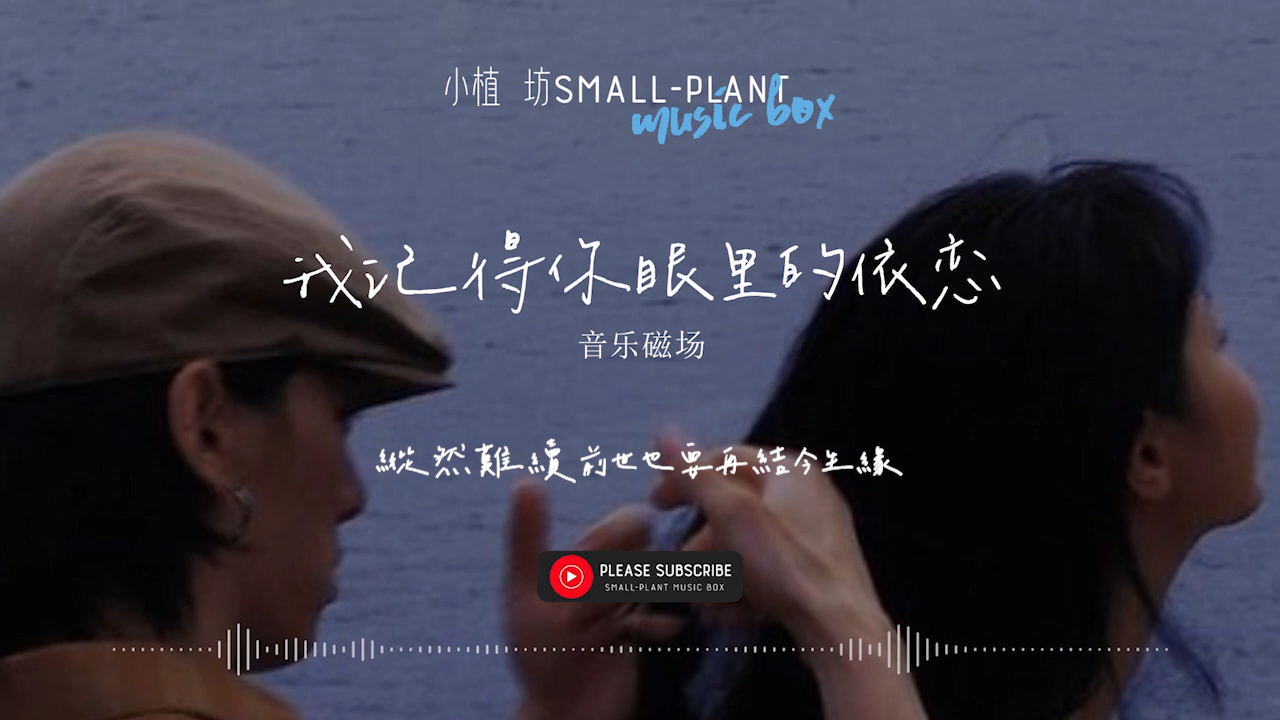 小植 坊SMALL-PLANT
music box
我记得你眼里的依恋
音乐磁场
縱然難續前世也要再結今生緣
PLEASE SUBSCRIBE
SMALL-PLANT MUSIC BOX